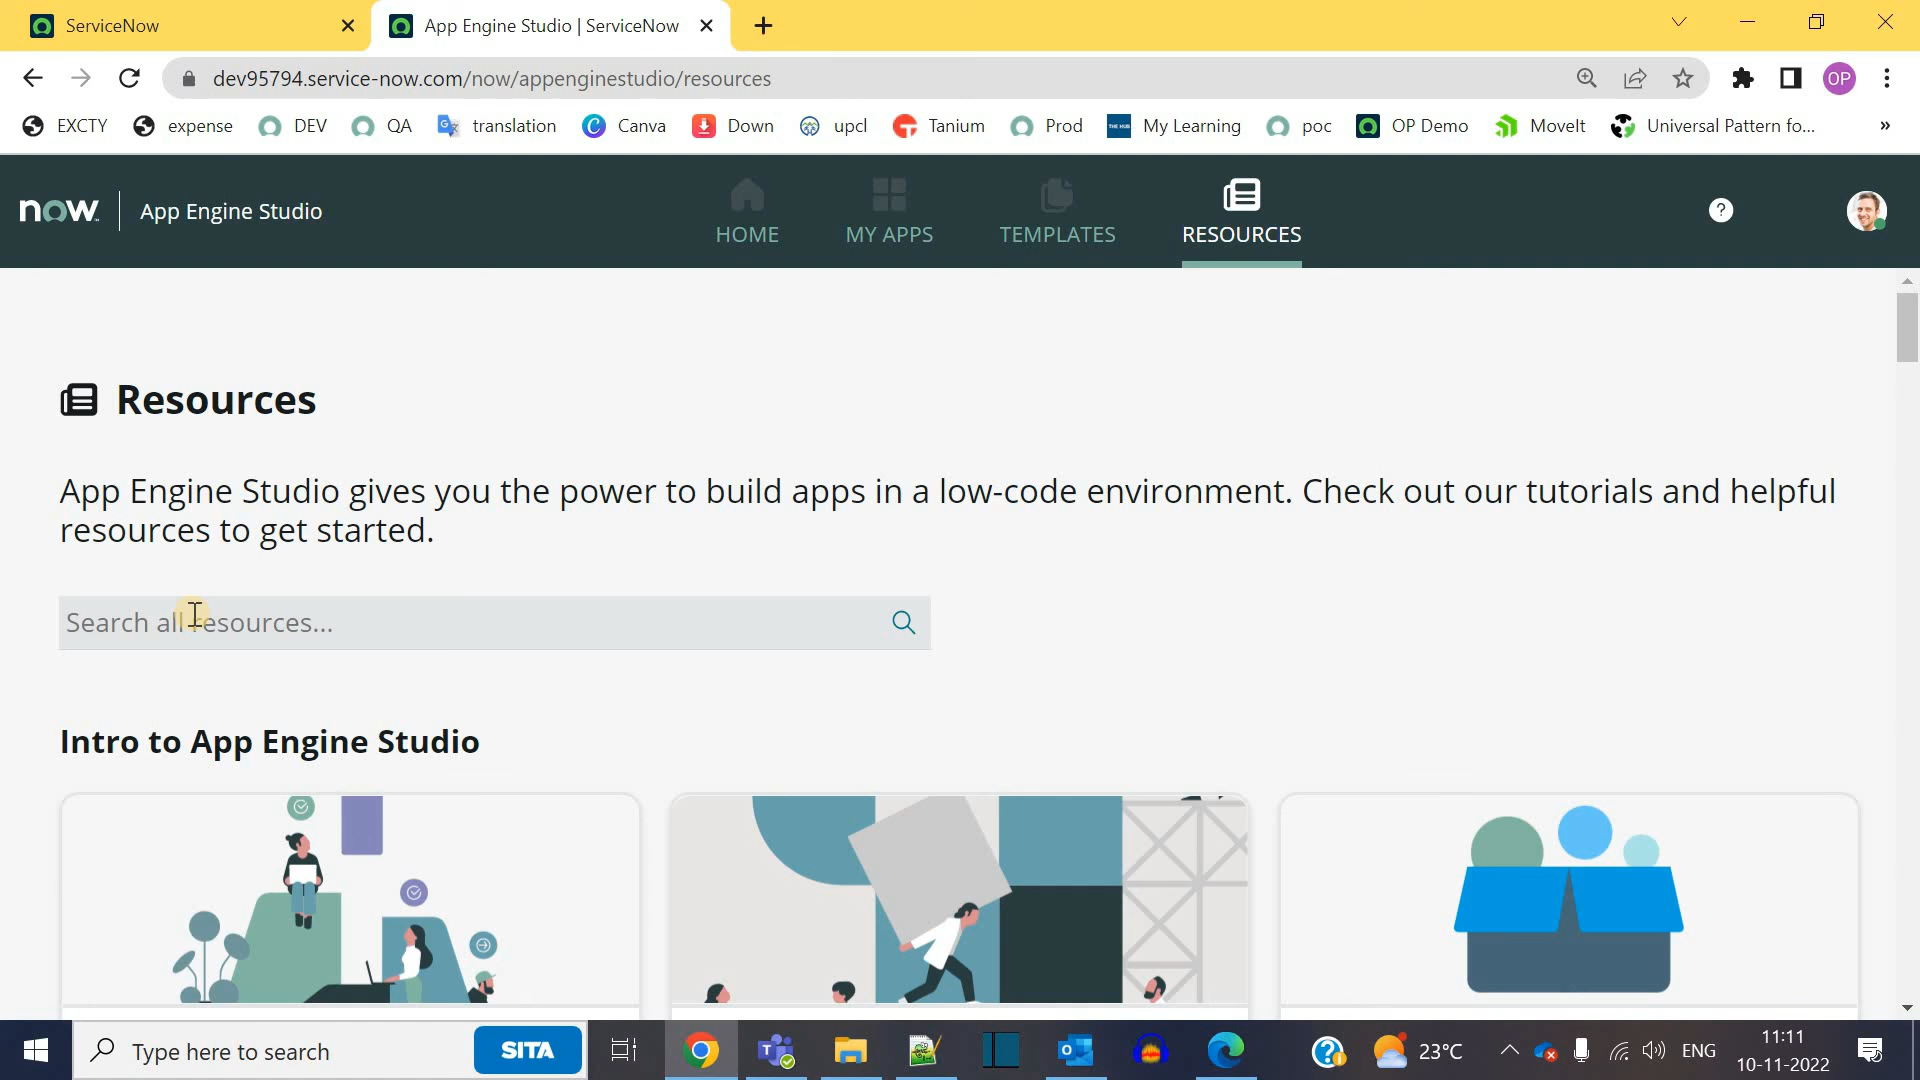 ServiceNow
App Engine Studio | ServiceNow
dev95794.service-now.com/now/appenginestudio/resources
OP
EXCTY
expense
DEV
QA
translation
Canva
Down
upcl
Tanium
Prod
THE HUB
My Learning
poc
OP Demo
MoveIt
Universal Pattern fo...
»
now
App Engine Studio
HOME
MY APPS
TEMPLATES
RESOURCES
Resources
App Engine Studio gives you the power to build apps in a low-code environment. Check out our tutorials and helpful
resources to get started.
Search all resources...
Intro to App Engine Studio
Type here to search
SITA
23°C
ENG
11:11
10-11-2022